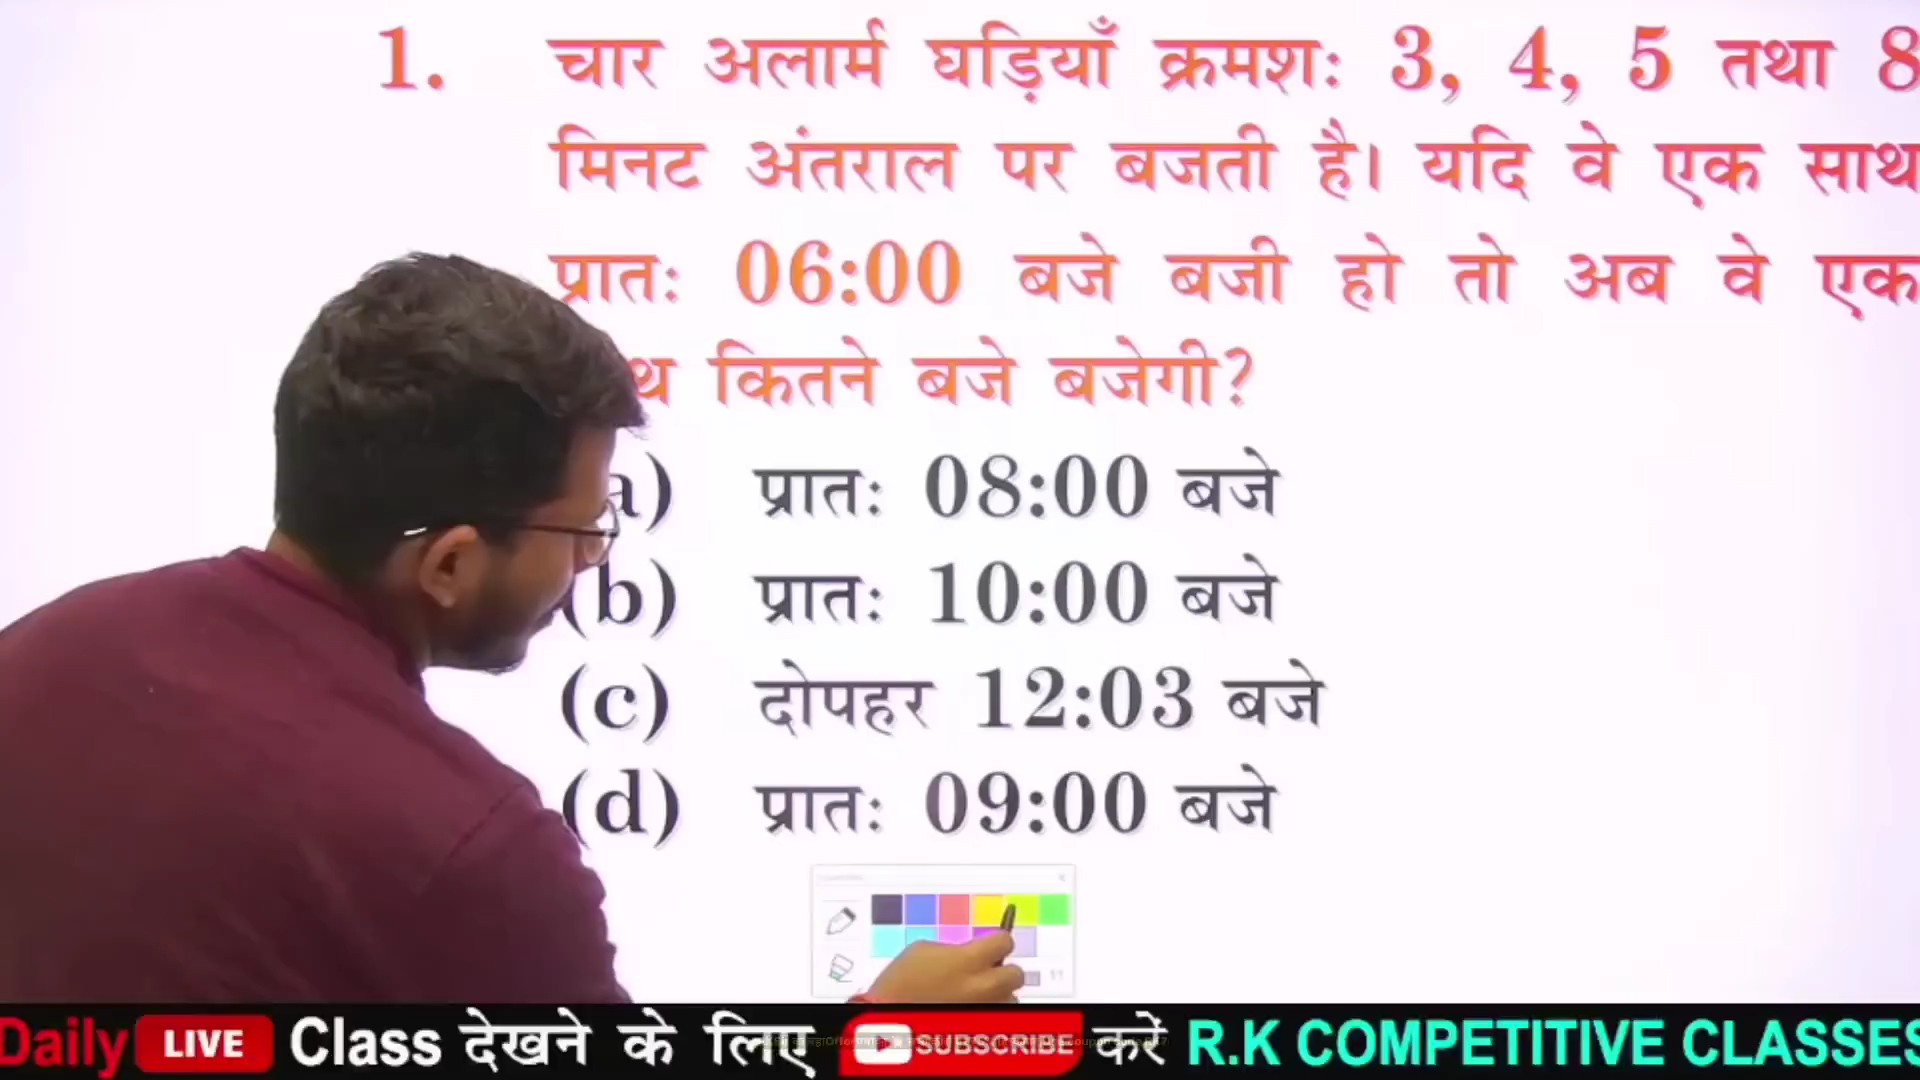 1. चार अलार्म घड़ियाँ क्रमशः 3, 4, 5 तथा 8
मिनट अंतराल पर बजती है। यदि वे एक साथ
प्रातः 06:00 बजे बजी हो तो अब वे एक
थ कितने बजे बजेगी?
a) प्रातः 08:00 बजे
(b) प्रातः 10:00 बजे
(c) दोपहर 12:03 बजे
(d) प्रातः 09:00 बजे
11
Daily LIVE Class देखने के लिए SUBSCRIBE करें R.K COMPETITIVE CLASSES